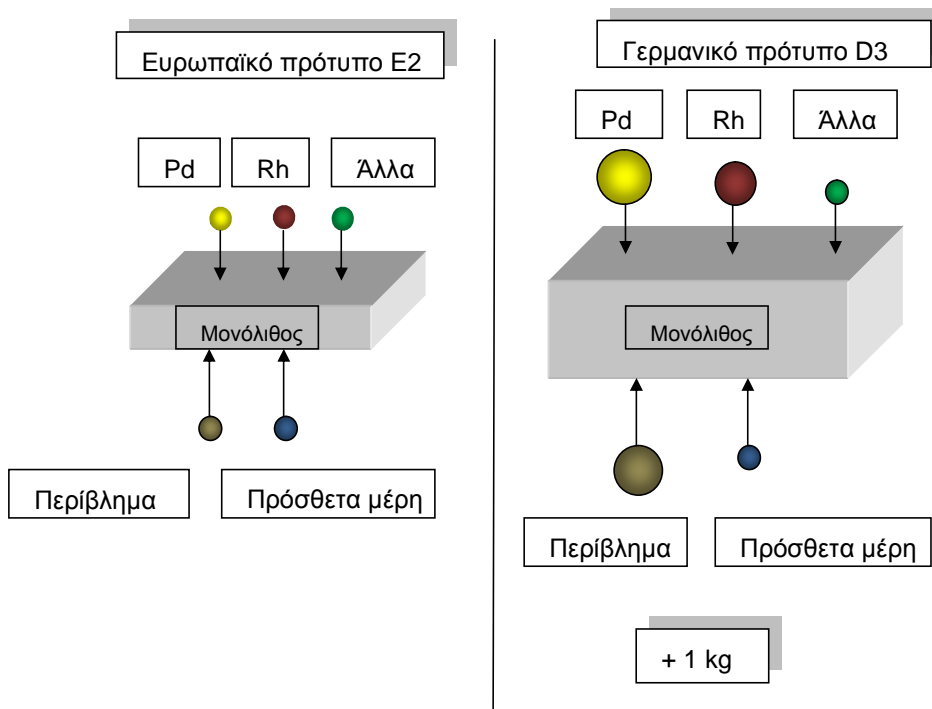 Ευρωπαϊκό πρότυπο E2
Pd
Rh
Άλλα
Μονόλιθος
Περίβλημα
Πρόσθετα μέρη
Γερμανικό πρότυπο D3
Pd
Rh
Άλλα
Μονόλιθος
Περίβλημα
Πρόσθετα μέρη
+ 1 kg